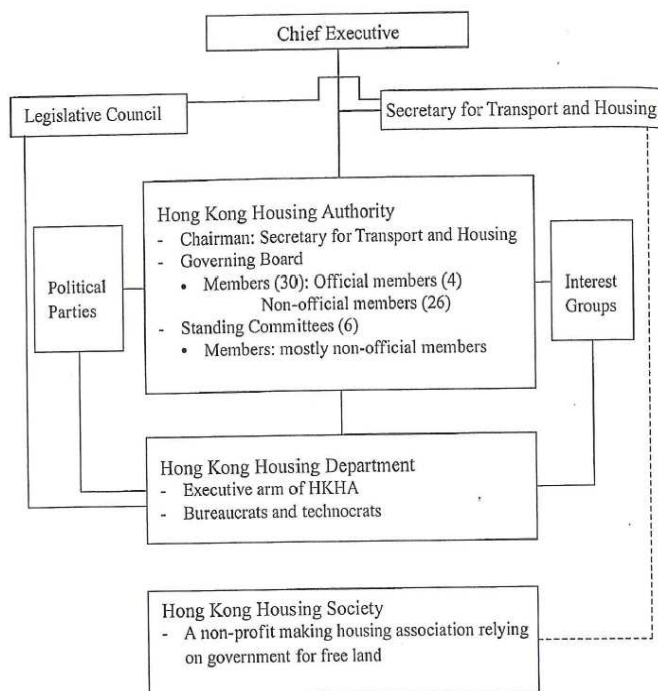 Chief Executive
Legislative Council
Secretary for Transport and Housing
Hong Kong Housing Authority
- Chairman: Secretary for Transport and Housing
- Governing Board
• Members (30): Official members (4)
Non-official members (26)
- Standing Committees (6)
• Members: mostly non-official members
Political
Parties
Interest
Groups
Hong Kong Housing Department
- Executive arm of HKHA
- Bureaucrats and technocrats
Hong Kong Housing Society
- A non-profit making housing association relying
on government for free land